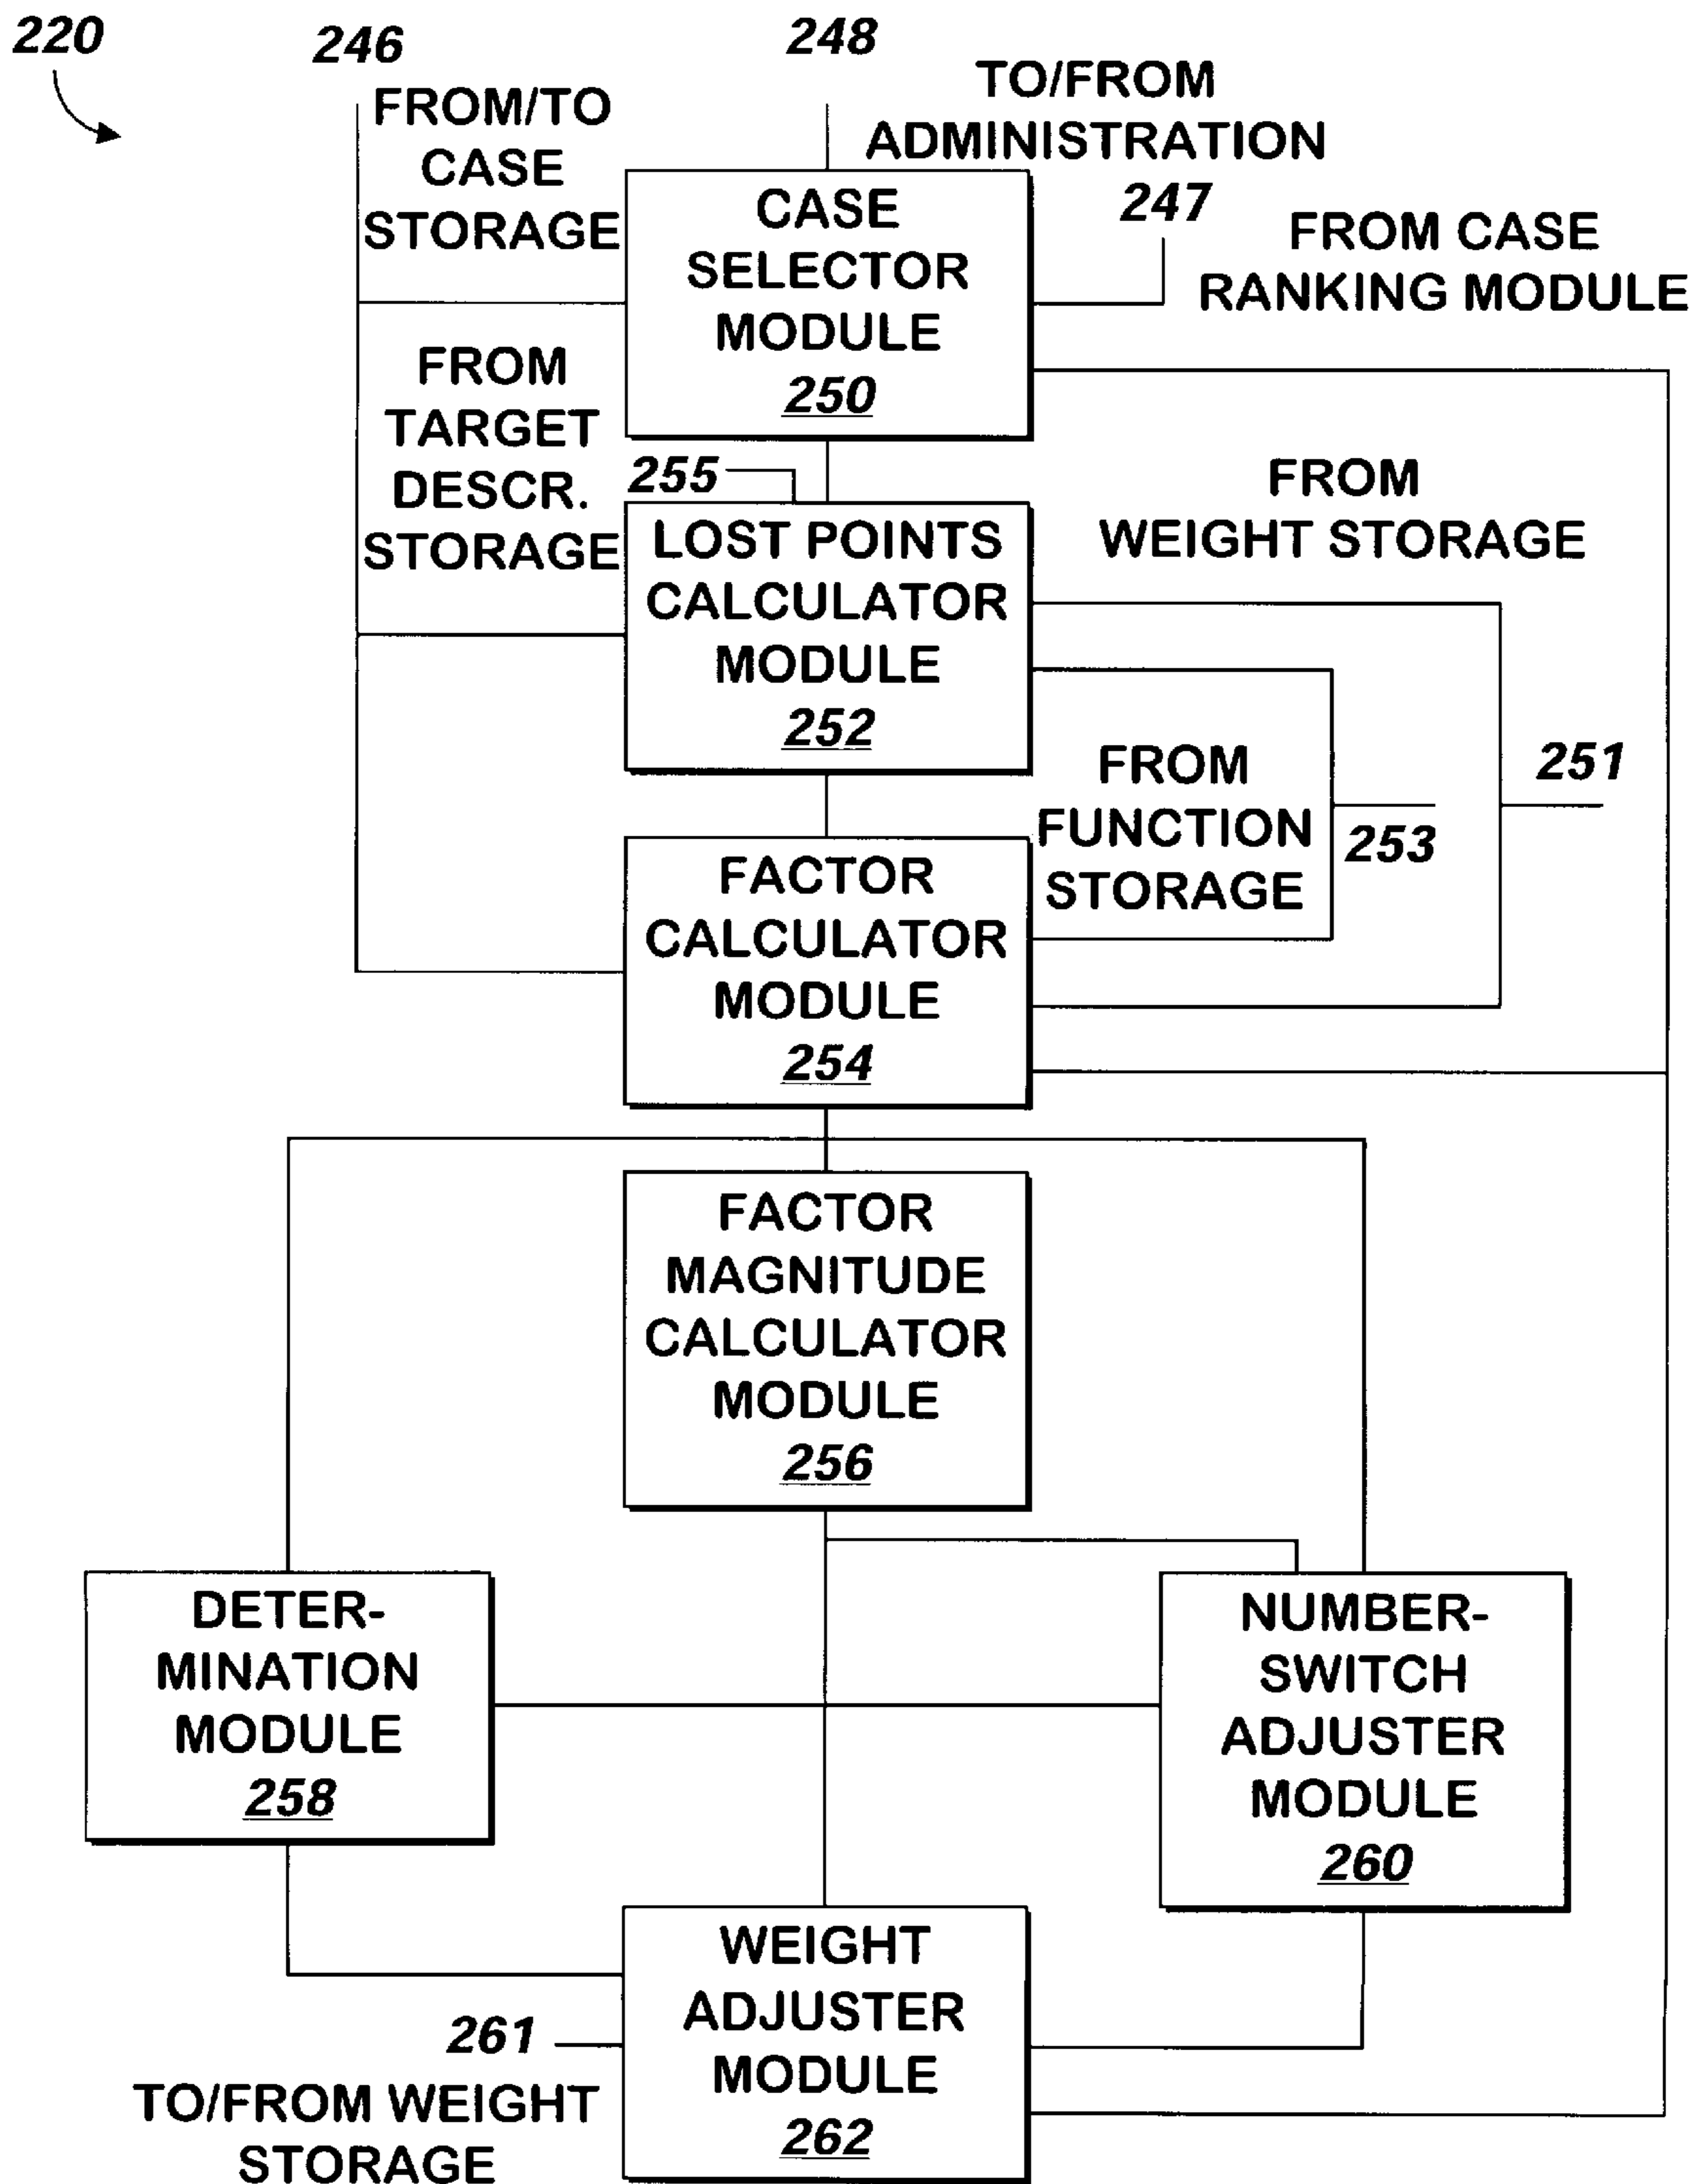 220
246
248
FROM/TO
CASE
STORAGE
TO/FROM
ADMINISTRATION
247
FROM CASE
RANKING MODULE
CASE
SELECTOR
MODULE
250
FROM
TARGET
DESCR.
STORAGE
255
LOST POINTS
CALCULATOR
MODULE
252
FROM
WEIGHT STORAGE
251
FROM
FUNCTION
STORAGE
253
FACTOR
CALCULATOR
MODULE
254
FACTOR
MAGNITUDE
CALCULATOR
MODULE
256
DETER-
MINATION
MODULE
258
NUMBER-
SWITCH
ADJUSTER
MODULE
260
WEIGHT
ADJUSTER
MODULE
262
261
TO/FROM WEIGHT
STORAGE